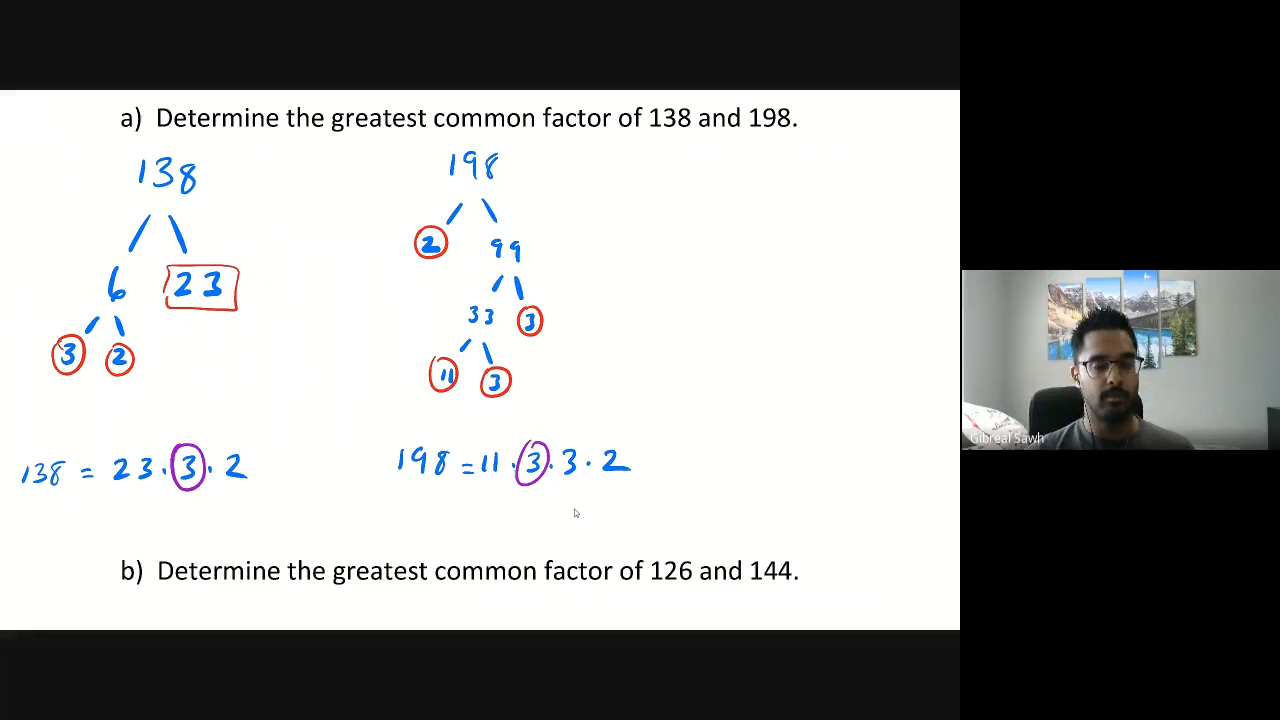 a) Determine the greatest common factor of 138 and 198.
138 198
2 99
6 23
33 3
3 2
11 3
138 = 23 · 3 · 2 198 = 11 · 3 · 3 · 2
Gibreal Sawh
b) Determine the greatest common factor of 126 and 144.